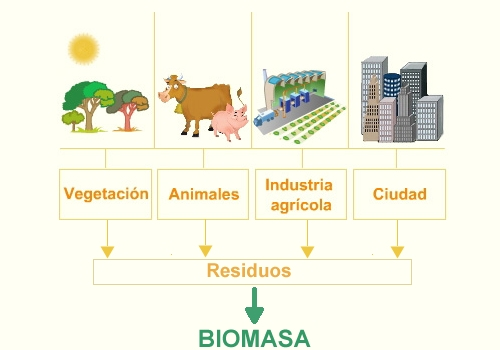 Vegetación
Animales
Industria
agrícola
Ciudad
Residuos
BIOMASA